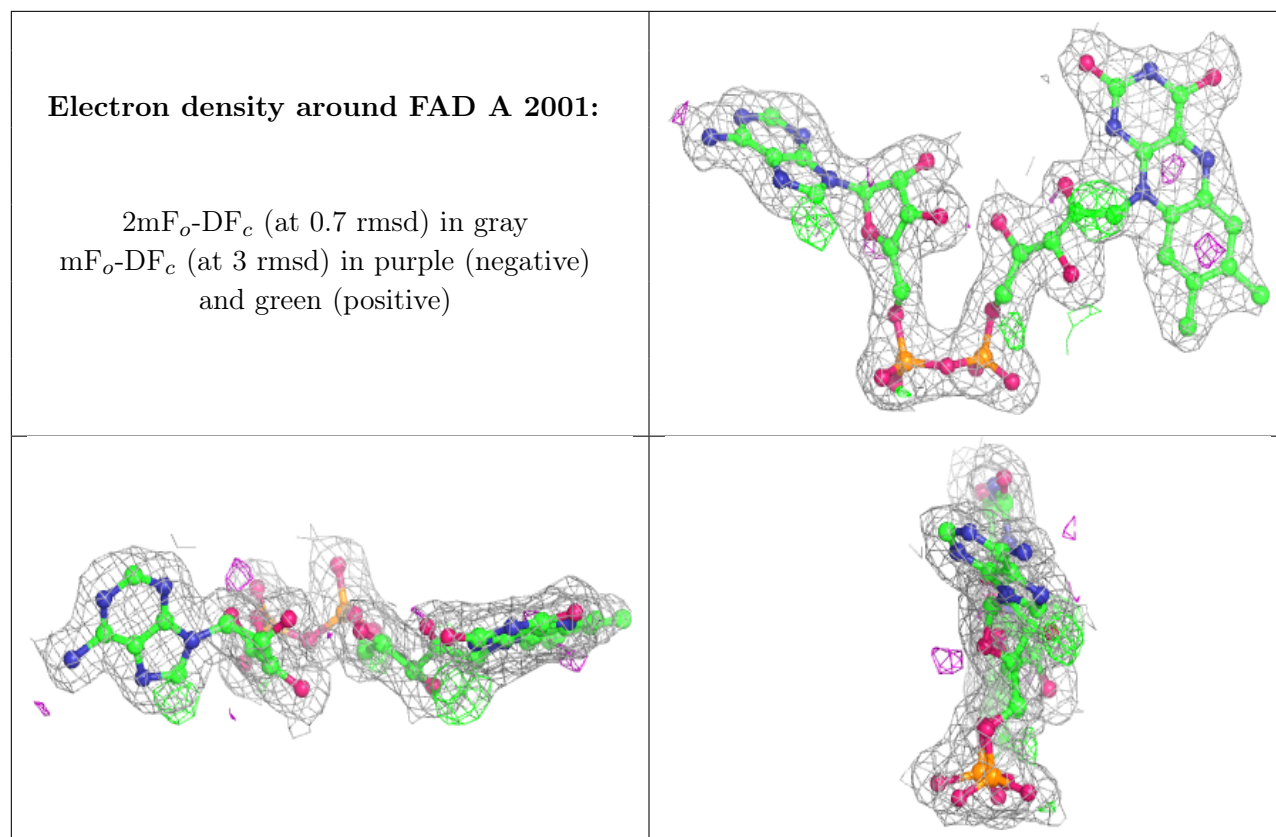 Electron density around FAD A 2001:
2mFo-DFc (at 0.7 rmsd) in gray
mFo-DFc (at 3 rmsd) in purple (negative)
and green (positive)